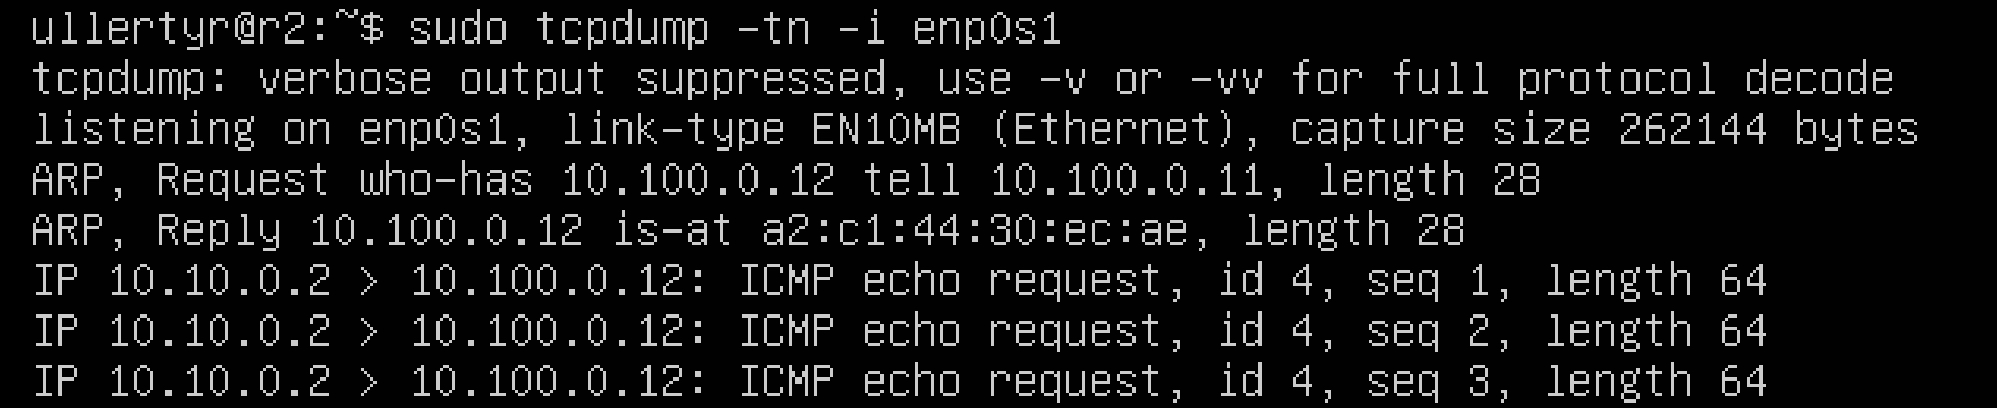 ullertyr@r2:~$ sudo tcpdump -tn -i enp0s1
tcpdump: verbose output suppressed, use -v or -vv for full protocol decode
listening on enp0s1, link-type EN10MB (Ethernet), capture size 262144 bytes
ARP, Request who-has 10.100.0.12 tell 10.100.0.11, length 28
ARP, Reply 10.100.0.12 is-at a2:c1:44:30:ec:ae, length 28
IP 10.10.0.2 > 10.100.0.12: ICMP echo request, id 4, seq 1, length 64
IP 10.10.0.2 > 10.100.0.12: ICMP echo request, id 4, seq 2, length 64
IP 10.10.0.2 > 10.100.0.12: ICMP echo request, id 4, seq 3, length 64